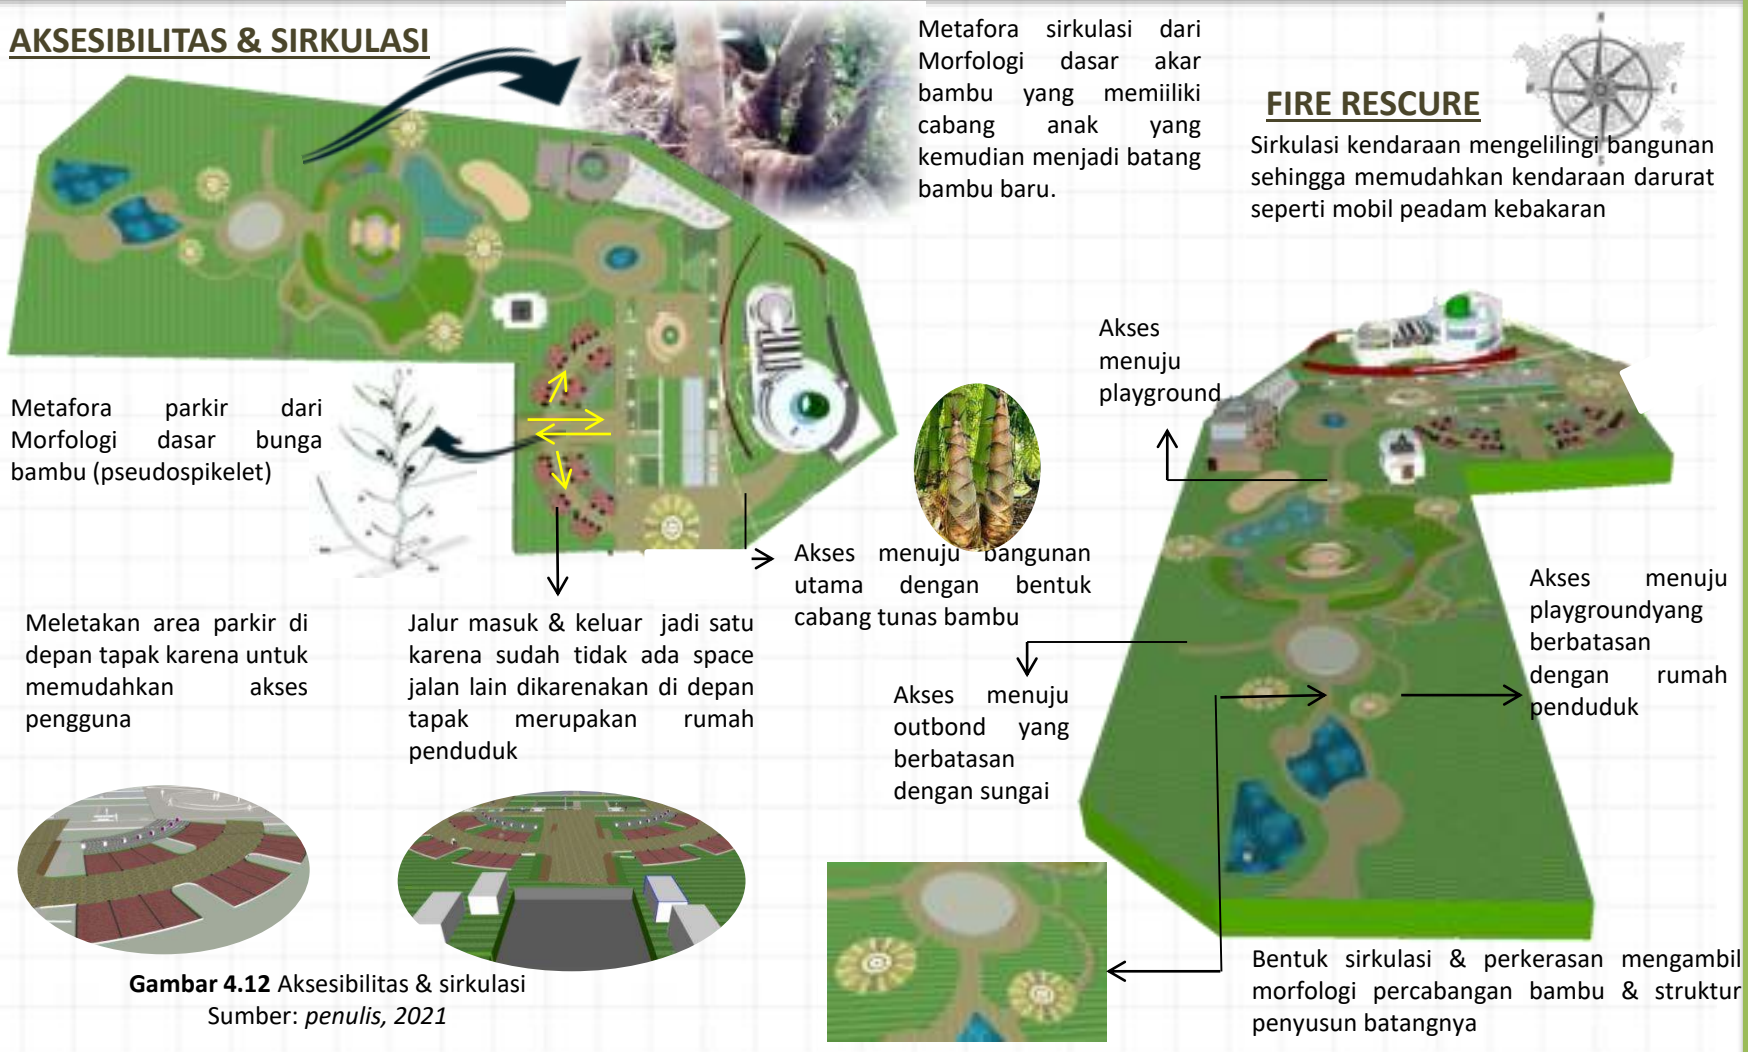 AKSESIBILITAS & SIRKULASI
Metafora sirkulasi dari
Morfologi dasar akar
bambu yang memiiliki
cabang anak yang
kemudian menjadi batang
bambu baru.
FIRE RESCURE
Sirkulasi kendaraan mengelilingi bangunan
sehingga memudahkan kendaraan darurat
seperti mobil peadam kebakaran
Metafora parkir dari
Morfologi dasar bunga
bambu (pseudospikelet)
Akses
menuju
playground
Akses menuju bangunan
utama dengan bentuk
cabang tunas bambu
Meletakan area parkir di
depan tapak karena untuk
memudahkan akses
pengguna
Jalur masuk & keluar jadi satu
karena sudah tidak ada space
jalan lain dikarenakan di depan
tapak merupakan rumah
penduduk
Akses menuju
outbond yang
berbatasan
dengan sungai
Akses menuju
playgroundyang
berbatasan
dengan rumah
penduduk
Bentuk sirkulasi & perkerasan mengambil
morfologi percabangan bambu & struktur
penyusun batangnya
Gambar 4.12 Aksesibilitas & sirkulasi
Sumber: penulis, 2021